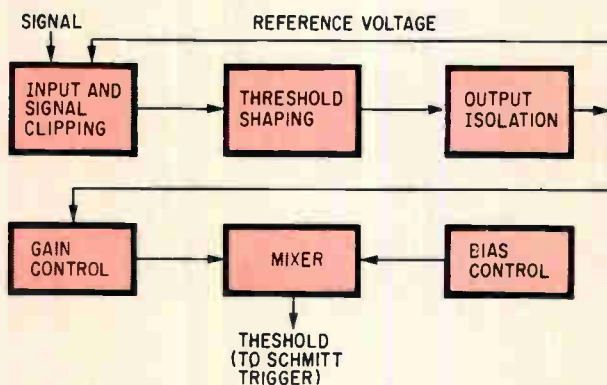 SIGNAL
REFERENCE VOLTAGE
INPUT AND
SIGNAL
CLIPPING
THRESHOLD
SHAPING
OUTPUT
ISOLATION
GAIN
CONTROL
MIXER
BIAS
CONTROL
THESHOLD
(TO SCHMITT
TRIGGER)